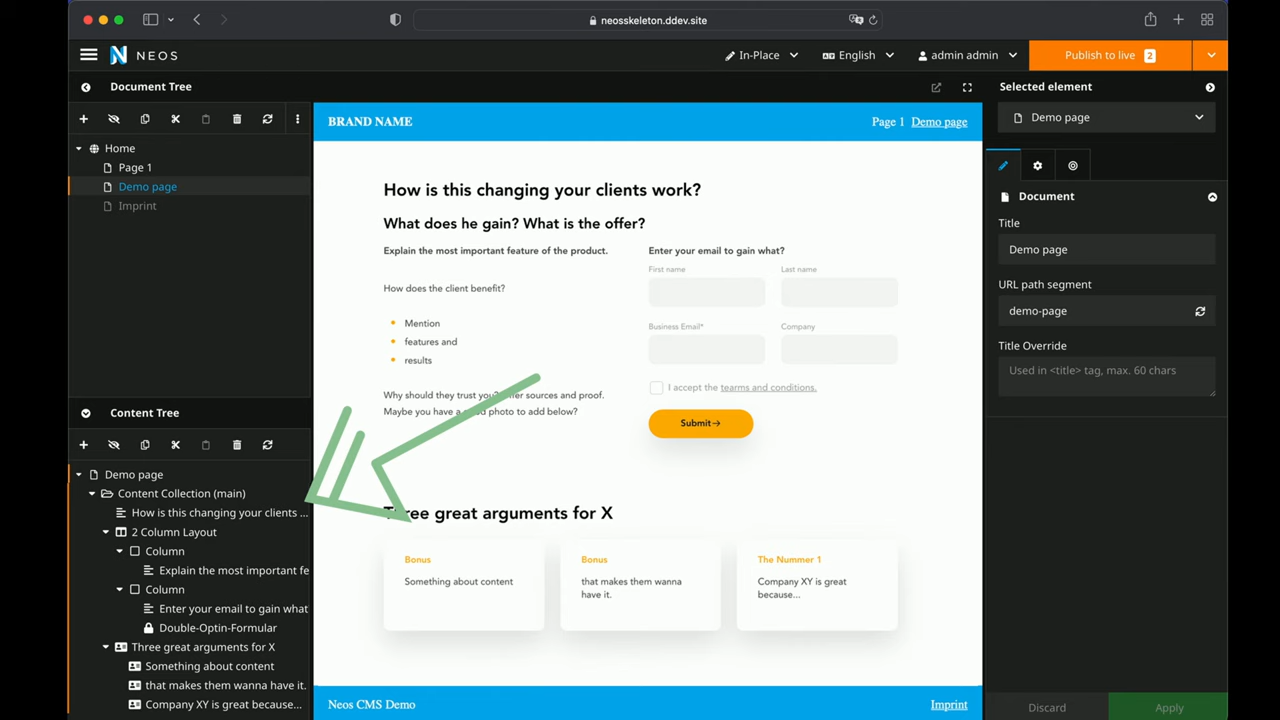 neosskeleton.ddev.site
NEOS
In-Place
English
admin admin
Publish to live 2
Document Tree
Home
Page 1
Demo page
Imprint
Content Tree
Demo page
Content Collection (main)
How is this changing your clients ...
2 Column Layout
Column
Explain the most important fe
Column
Enter your email to gain what
Double-Optin-Formular
Three great arguments for X
Something about content
that makes them wanna have it.
Company XY is great because...
BRAND NAME
Page 1 Demo page
How is this changing your clients work?
What does he gain? What is the offer?
Explain the most important feature of the product.
How does the client benefit?
Mention
features and
results
Why should they trust you? Offer sources and proof.
Maybe you have a good photo to add below?
Enter your email to gain what?
First name
Last name
Business Email*
Company
I accept the tearms and conditions.
Submit→
Three great arguments for X
Bonus
Something about content
Bonus
that makes them wanna
have it.
The Nummer 1
Company XY is great
because...
Neos CMS Demo
Imprint
Selected element
Demo page
Document
Title
Demo page
URL path segment
demo-page
Title Override
Used in <title> tag, max. 60 chars
Discard
Apply